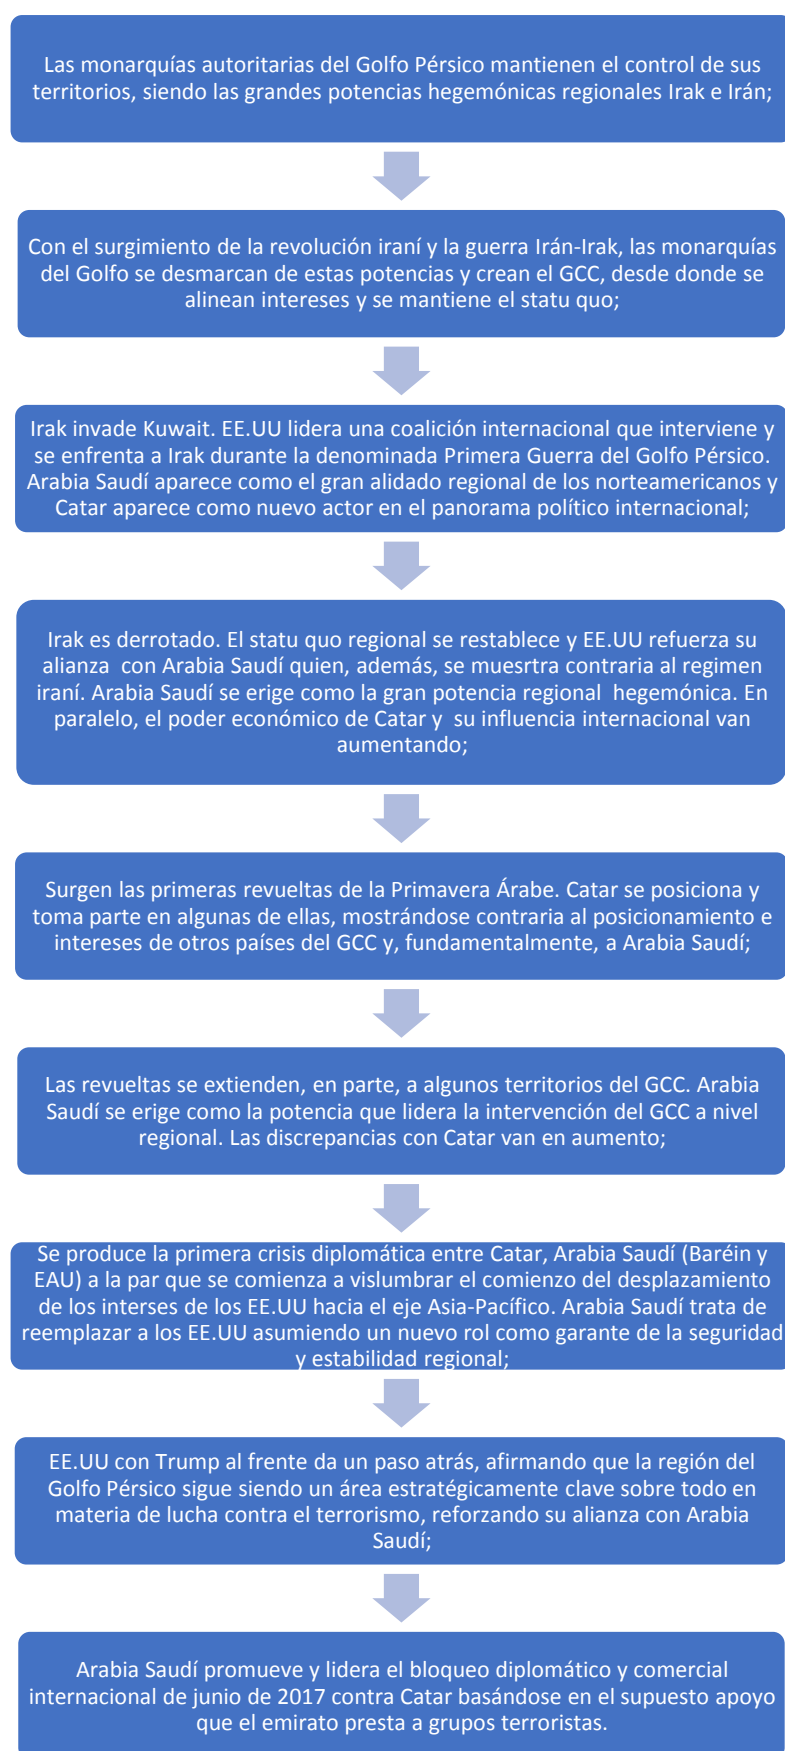 Las monarquías autoritarias del Golfo Pérsico mantienen el control de sus
territorios, siendo las grandes potencias hegemónicas regionales Irak e Irán;
Con el surgimiento de la revolución iraní y la guerra Irán-Irak, las monarquías
del Golfo se desmarcan de estas potencias y crean el GCC, desde donde se
alinean intereses y se mantiene el statu quo;
Irak invade Kuwait. EE.UU lidera una coalición internacional que interviene y
se enfrenta a Irak durante la denominada Primera Guerra del Golfo Pérsico.
Arabia Saudí aparece como el gran alidado regional de los norteamericanos y
Catar aparece como nuevo actor en el panorama político internacional;
Irak es derrotado. El statu quo regional se restablece y EE.UU refuerza su
alianza con Arabia Saudí quien, además, se muesrtra contraria al regimen
iraní. Arabia Saudí se erige como la gran potencia regional hegemónica. En
paralelo, el poder económico de Catar y su influencia internacional van
aumentando;
Surgen las primeras revueltas de la Primavera Árabe. Catar se posiciona y
toma parte en algunas de ellas, mostrándose contraria al posicionamiento e
intereses de otros países del GCC y, fundamentalmente, a Arabia Saudí;
Las revueltas se extienden, en parte, a algunos territorios del GCC. Arabia
Saudí se erige como la potencia que lidera la intervención del GCC a nivel
regional. Las discrepancias con Catar van en aumento;
Se produce la primera crisis diplomática entre Catar, Arabia Saudí (Baréin y
EAU) a la par que se comienza a vislumbrar el comienzo del desplazamiento
de los interses de los EE.UU hacia el eje Asia-Pacífico. Arabia Saudí trata de
reemplazar a los EE.UU asumiendo un nuevo rol como garante de la seguridad
y estabilidad regional;
EE.UU con Trump al frente da un paso atrás, afirmando que la región del
Golfo Pérsico sigue siendo un área estratégicamente clave sobre todo en
materia de lucha contra el terrorismo, reforzando su alianza con Arabia
Saudí;
Arabia Saudí promueve y lidera el bloqueo diplomático y comercial
internacional de junio de 2017 contra Catar basándose en el supuesto apoyo
que el emirato presta a grupos terroristas.